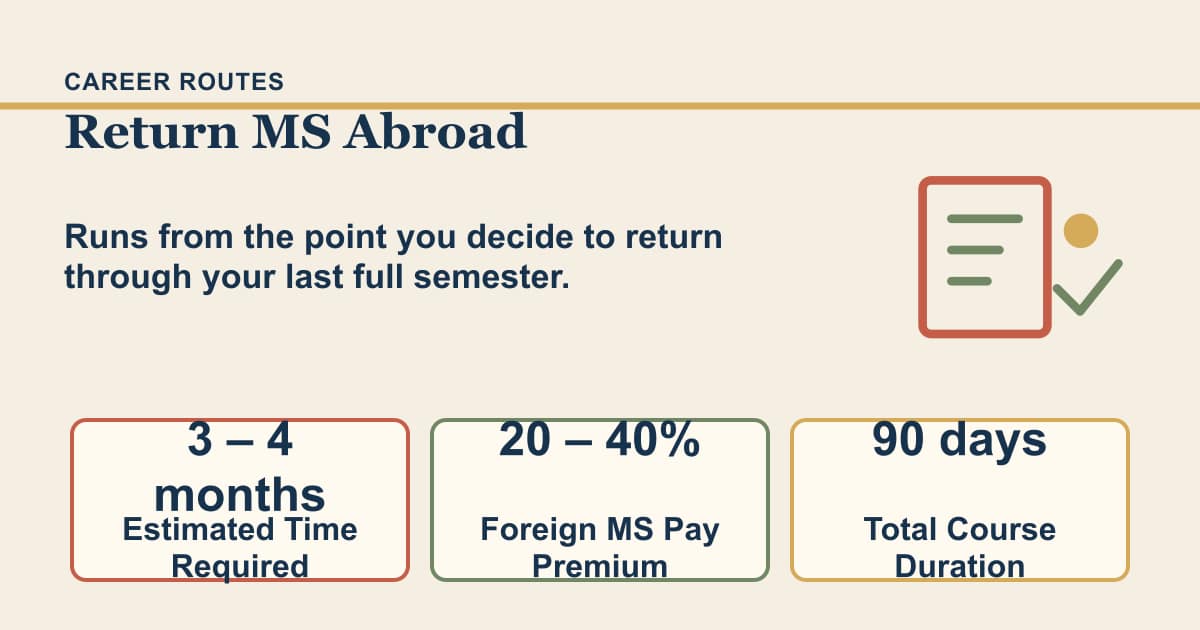 CAREER ROUTES
Return MS Abroad
Runs from the point you decide to return
through your last full semester.
3 – 4
months
Estimated Time
Required
20 – 40%
Foreign MS Pay
Premium
90 days
Total Course
Duration